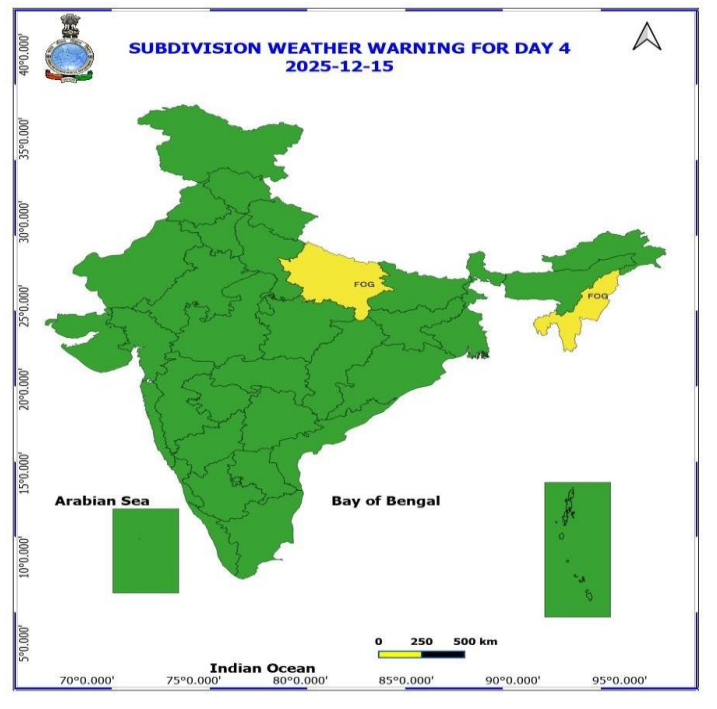 SUBDIVISION WEATHER WARNING FOR DAY 4
2025-12-15
40°0.000'
35°0.000'
30°0.000'
25°0.000'
20°0.000'
15°0.000'
10°0.000'
5°0.000'
FOG
FOG
Arabian Sea
Bay of Bengal
0 250 500 km
Indian Ocean
70°0.000' 75°0.000' 80°0.000' 85°0.000' 90°0.000' 95°0.000'